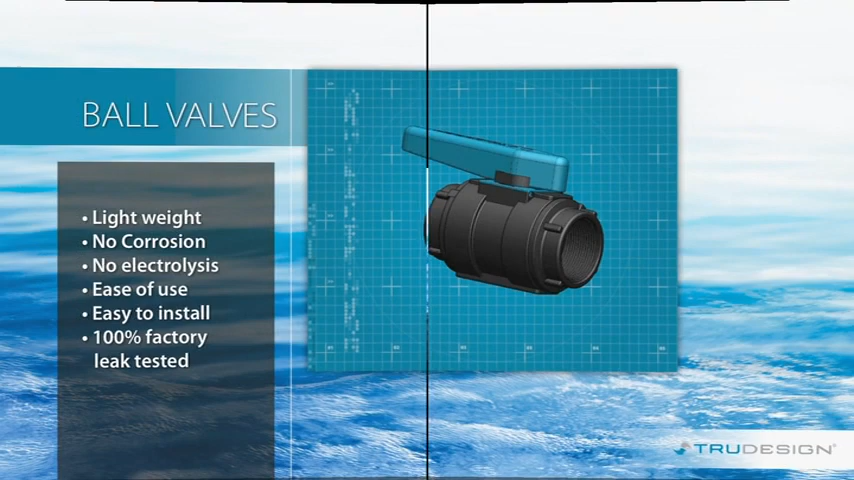 BALL VALVES
• Light weight
• No Corrosion
• No electrolysis
• Ease of use
• Easy to install
• 100% factory
leak tested
TRUDESIGN®